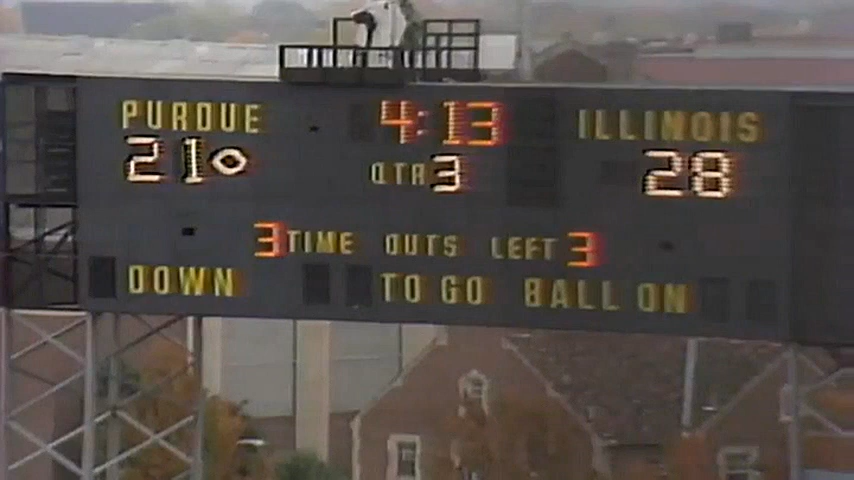 PURDUE 4:13 ILLINOIS
21 QTR 3 28
3 TIME OUTS LEFT 3
DOWN TO GO BALL ON